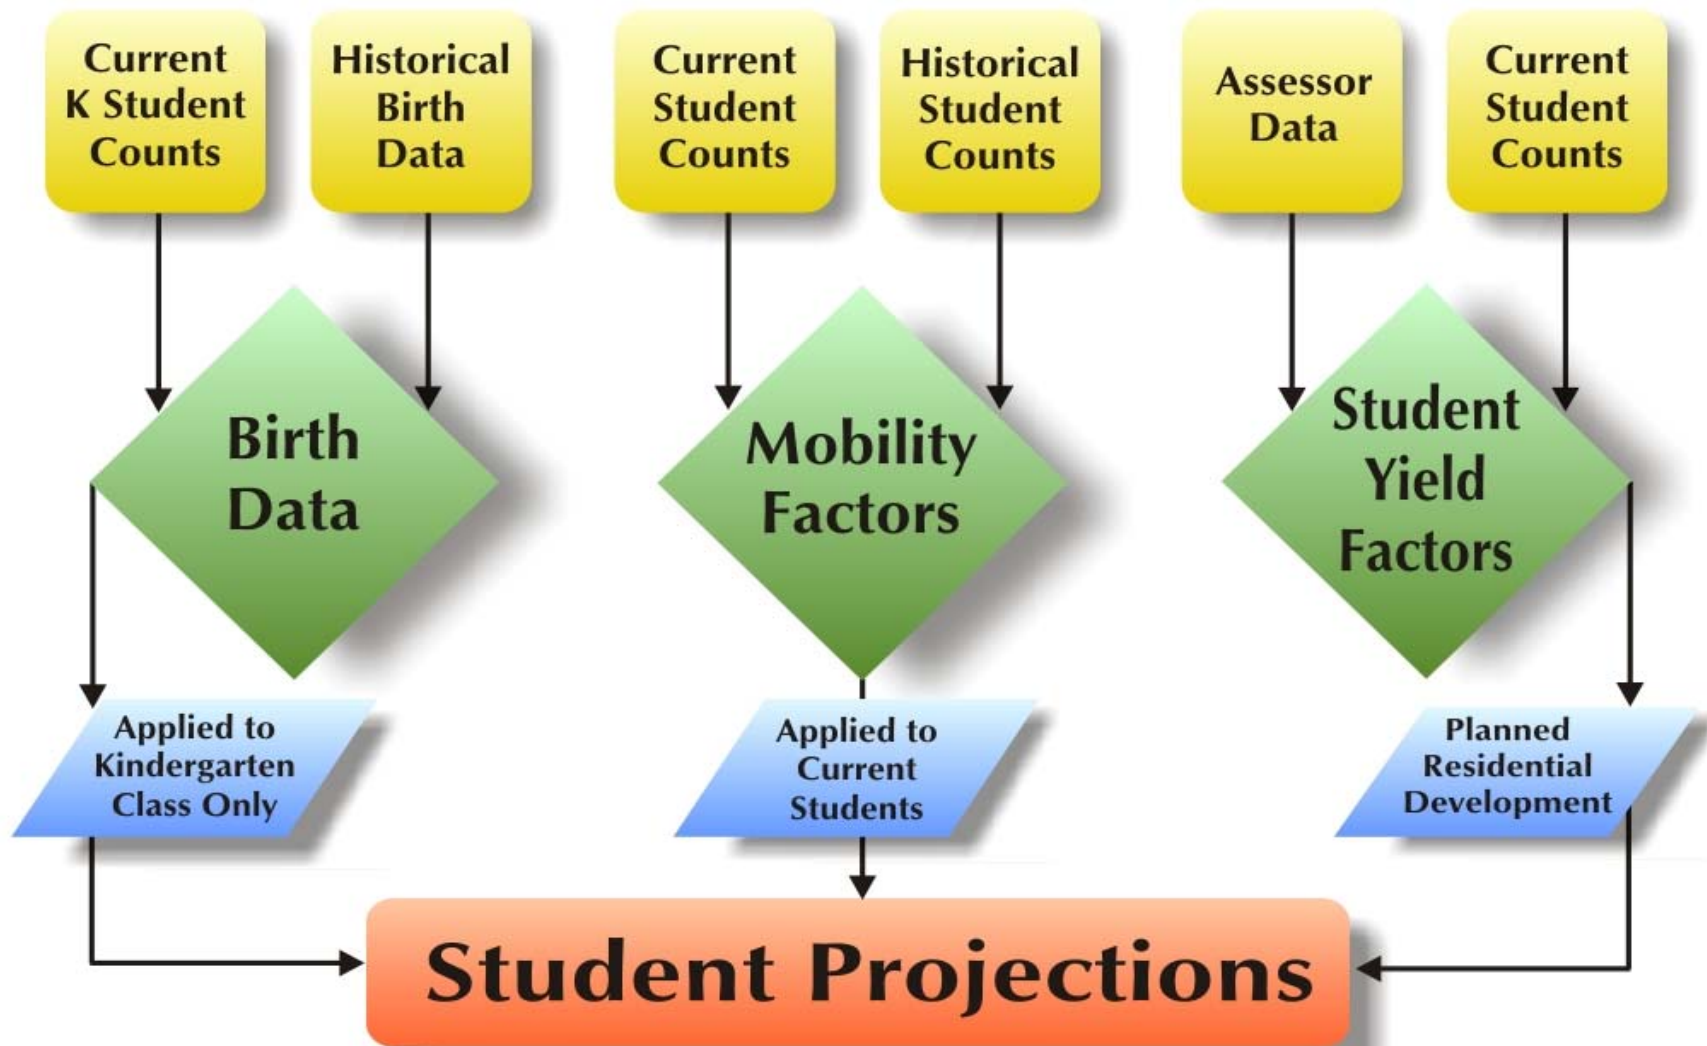 Current
K Student
Counts
Historical
Birth
Data
Current
Student
Counts
Historical
Student
Counts
Assessor
Data
Current
Student
Counts
Birth
Data
Mobility
Factors
Student
Yield
Factors
Applied to
Kindergarten
Class Only
Applied to
Current
Students
Planned
Residential
Development
Student Projections